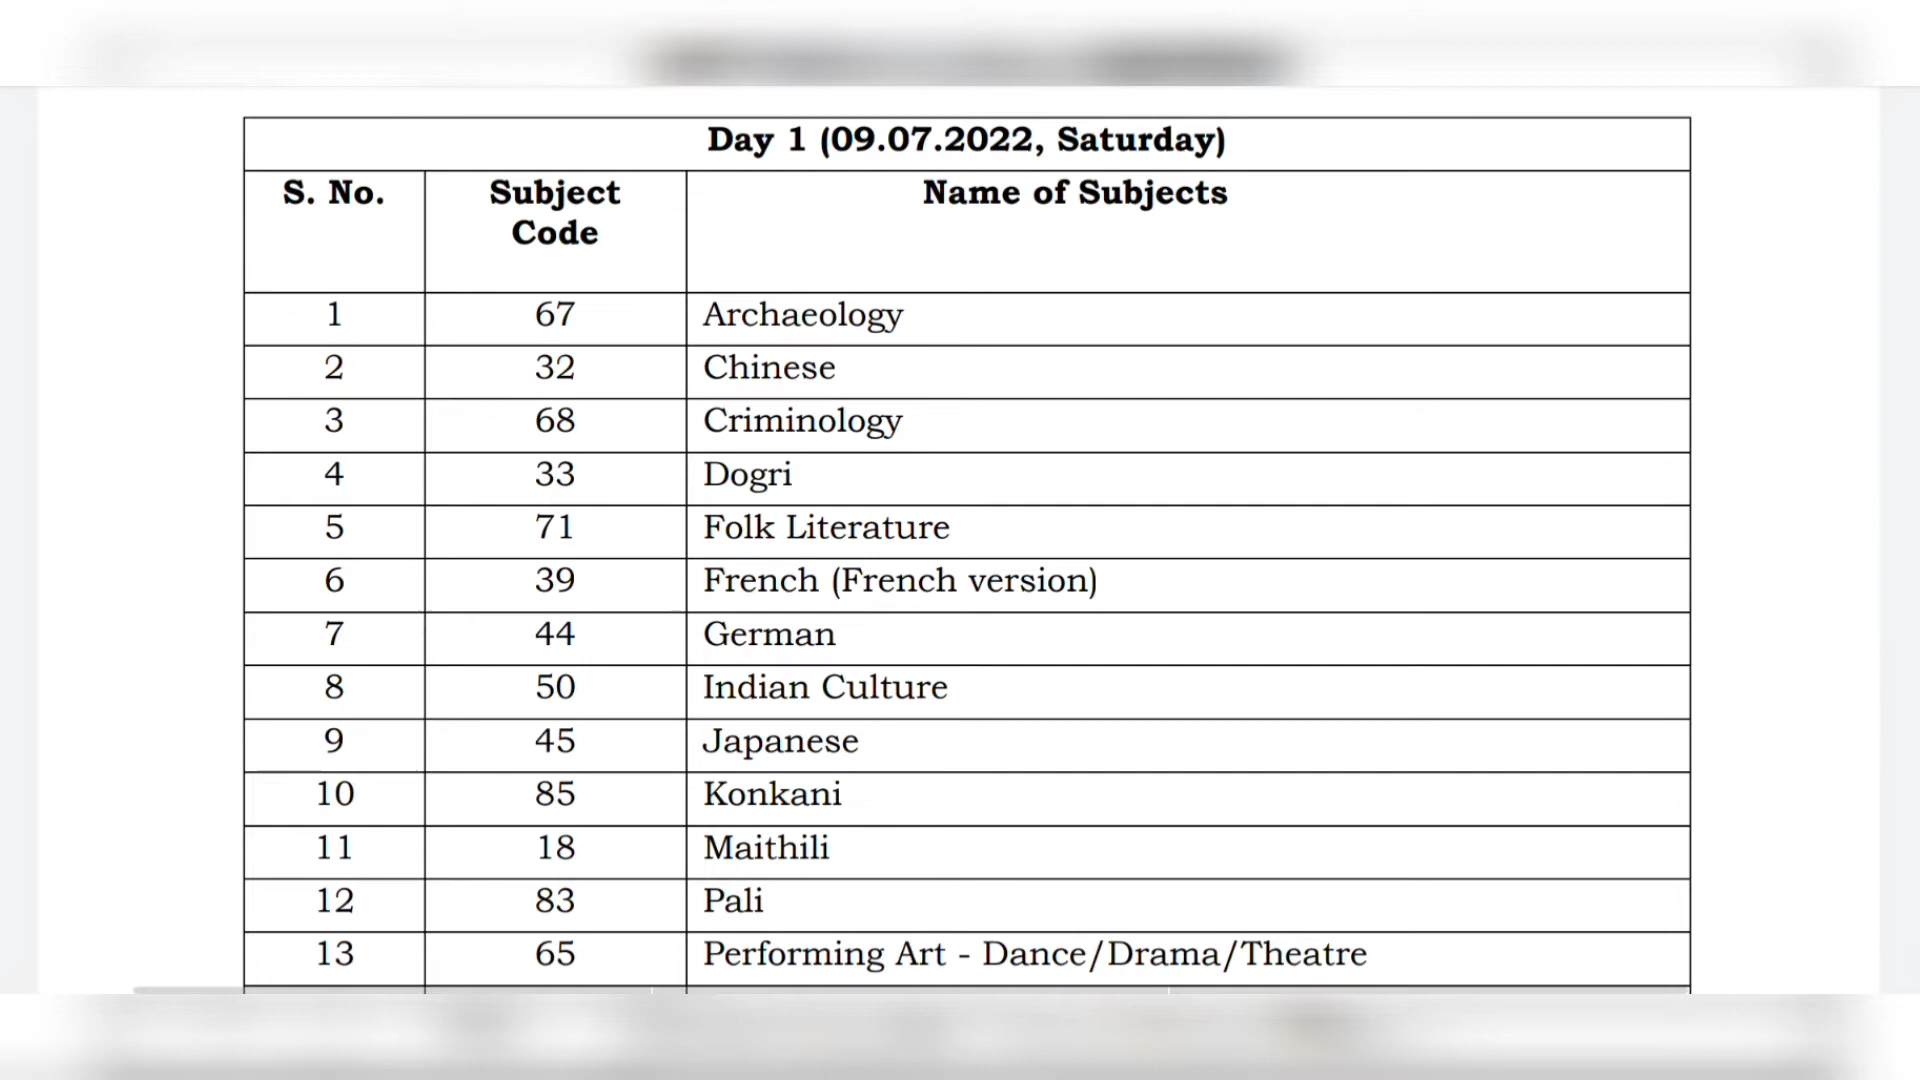 Day 1 (09.07.2022, Saturday)
S. No. Subject Code Name of Subjects
1 67 Archaeology
2 32 Chinese
3 68 Criminology
4 33 Dogri
5 71 Folk Literature
6 39 French (French version)
7 44 German
8 50 Indian Culture
9 45 Japanese
10 85 Konkani
11 18 Maithili
12 83 Pali
13 65 Performing Art - Dance/Drama/Theatre